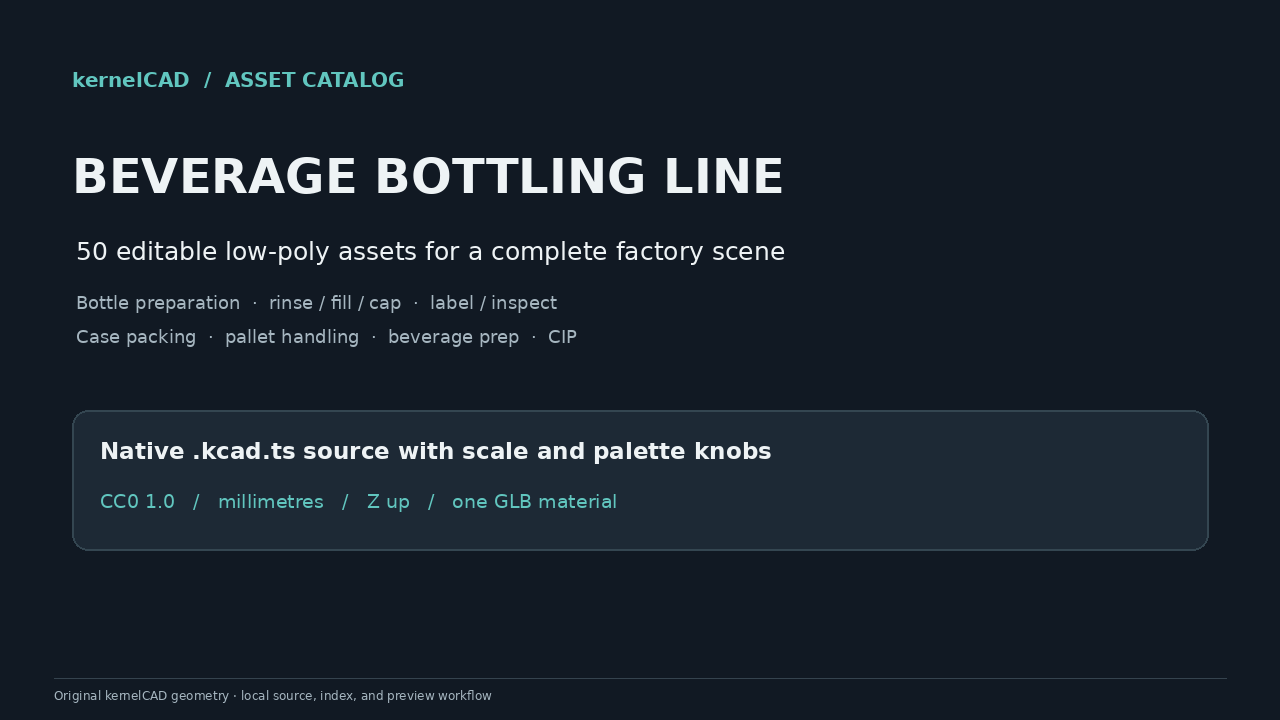 kernelCAD / ASSET CATALOG
BEVERAGE BOTTLING LINE
50 editable low-poly assets for a complete factory scene
Bottle preparation · rinse / fill / cap · label / inspect
Case packing · pallet handling · beverage prep · CIP
Native .kcad.ts source with scale and palette knobs
CC0 1.0 / millimetres / Z up / one GLB material
Original kernelCAD geometry · local source, index, and preview workflow